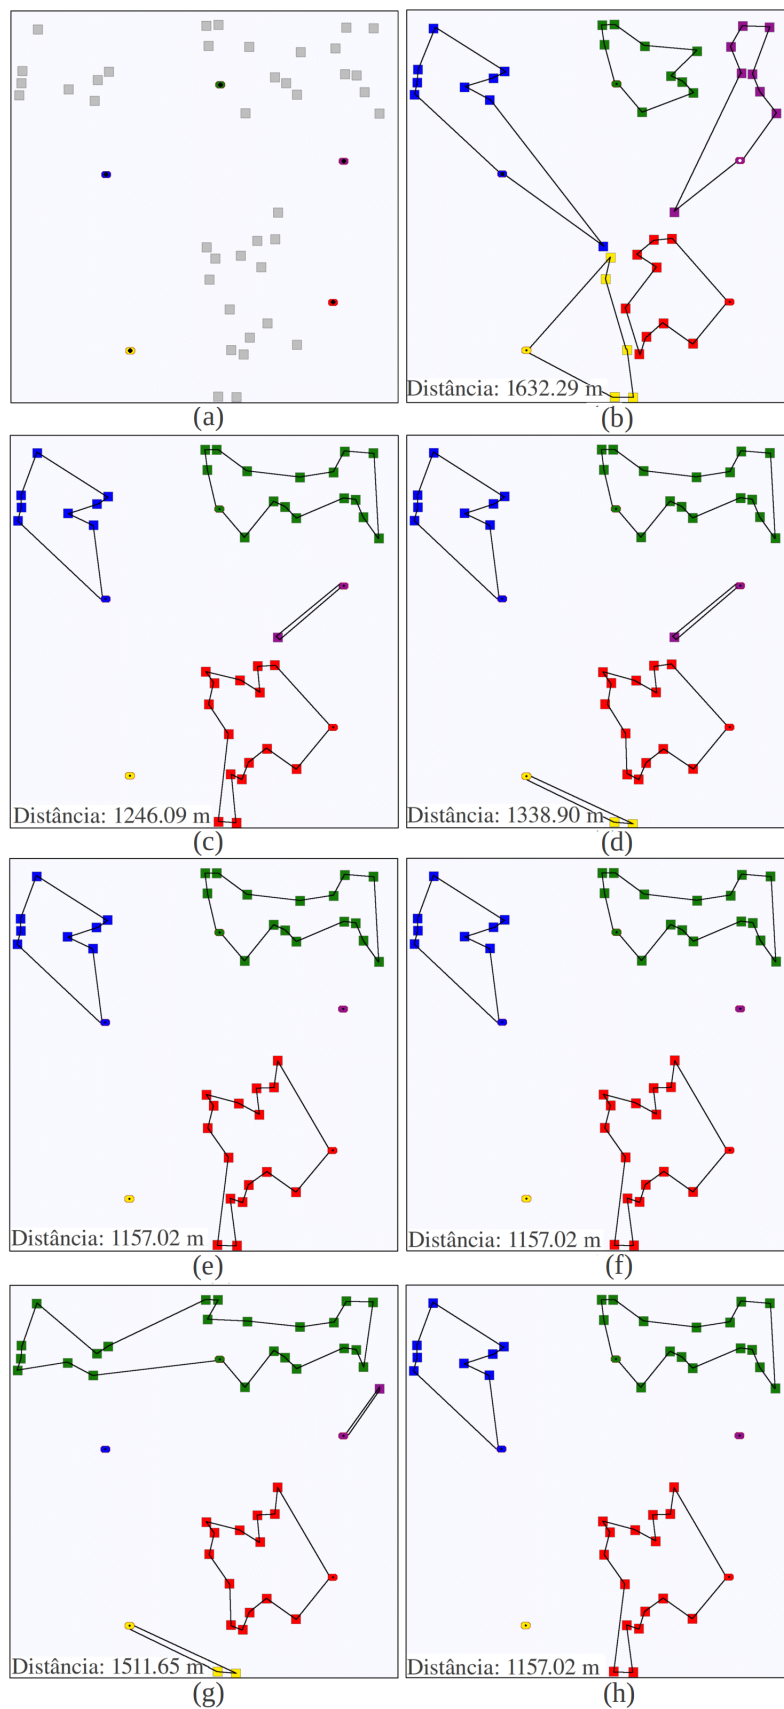 Distância: 1632.29 m
(a)
(b)
Distância: 1246.09 m
Distância: 1338.90 m
(c)
(d)
Distância: 1157.02 m
Distância: 1157.02 m
(e)
(f)
Distância: 1511.65 m
Distância: 1157.02 m
(g)
(h)